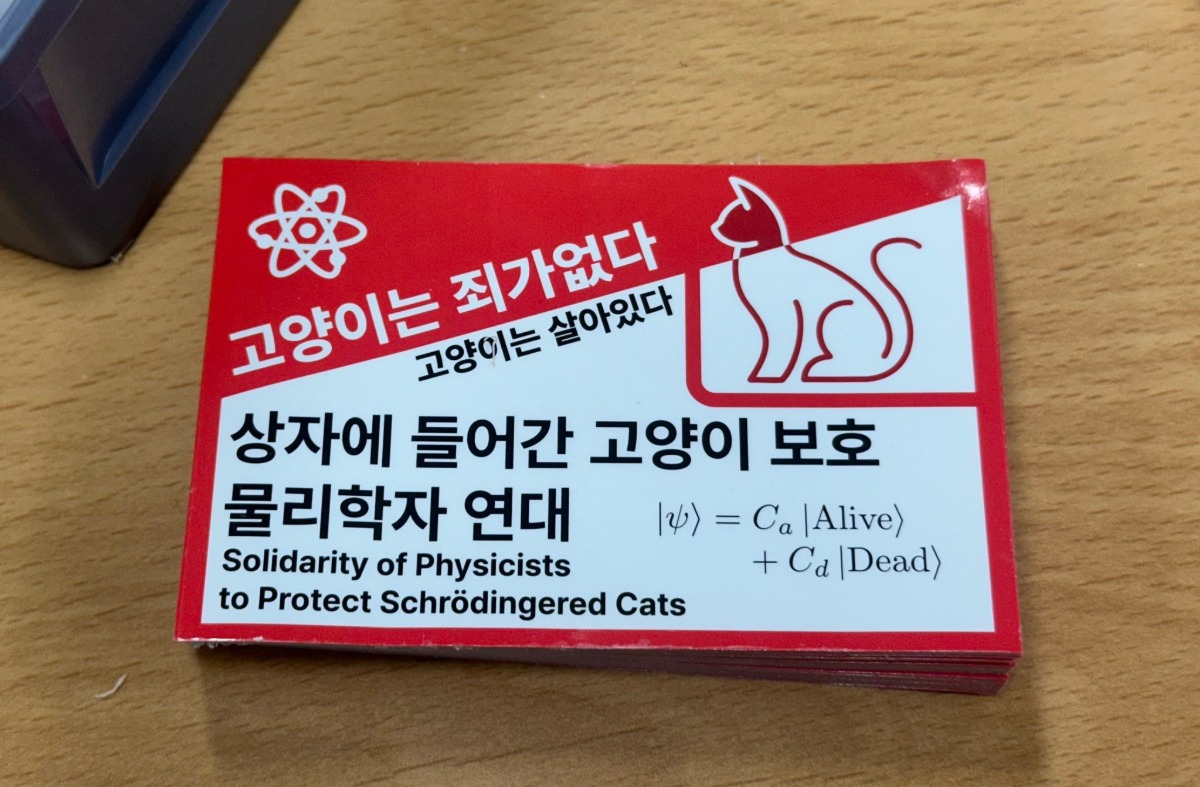 고양이는 죄가없다
고양이는 살아있다
상자에 들어간 고양이 보호
물리학자 연대
Solidarity of Physicists
to Protect Schrödingered Cats
|ψ⟩ = C_a |Alive⟩
+ C_d |Dead⟩